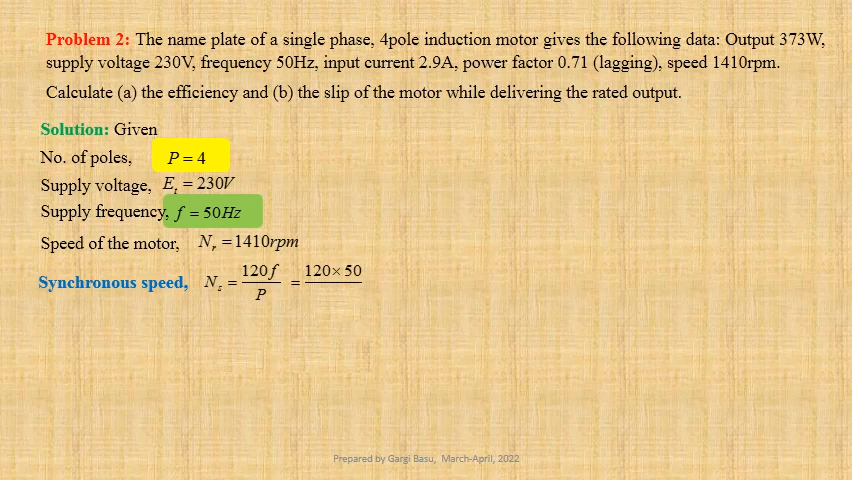 Problem 2: The name plate of a single phase, 4pole induction motor gives the following data: Output 373W,
supply voltage 230V, frequency 50Hz, input current 2.9A, power factor 0.71 (lagging), speed 1410rpm.
Calculate (a) the efficiency and (b) the slip of the motor while delivering the rated output.
Solution: Given
No. of poles, P = 4
Supply voltage, E_t = 230V
Supply frequency, f = 50Hz
Speed of the motor, N_r = 1410rpm
Synchronous speed, N_s = 120f / P = 120×50
Prepared by Gargi Basu, March-April, 2022